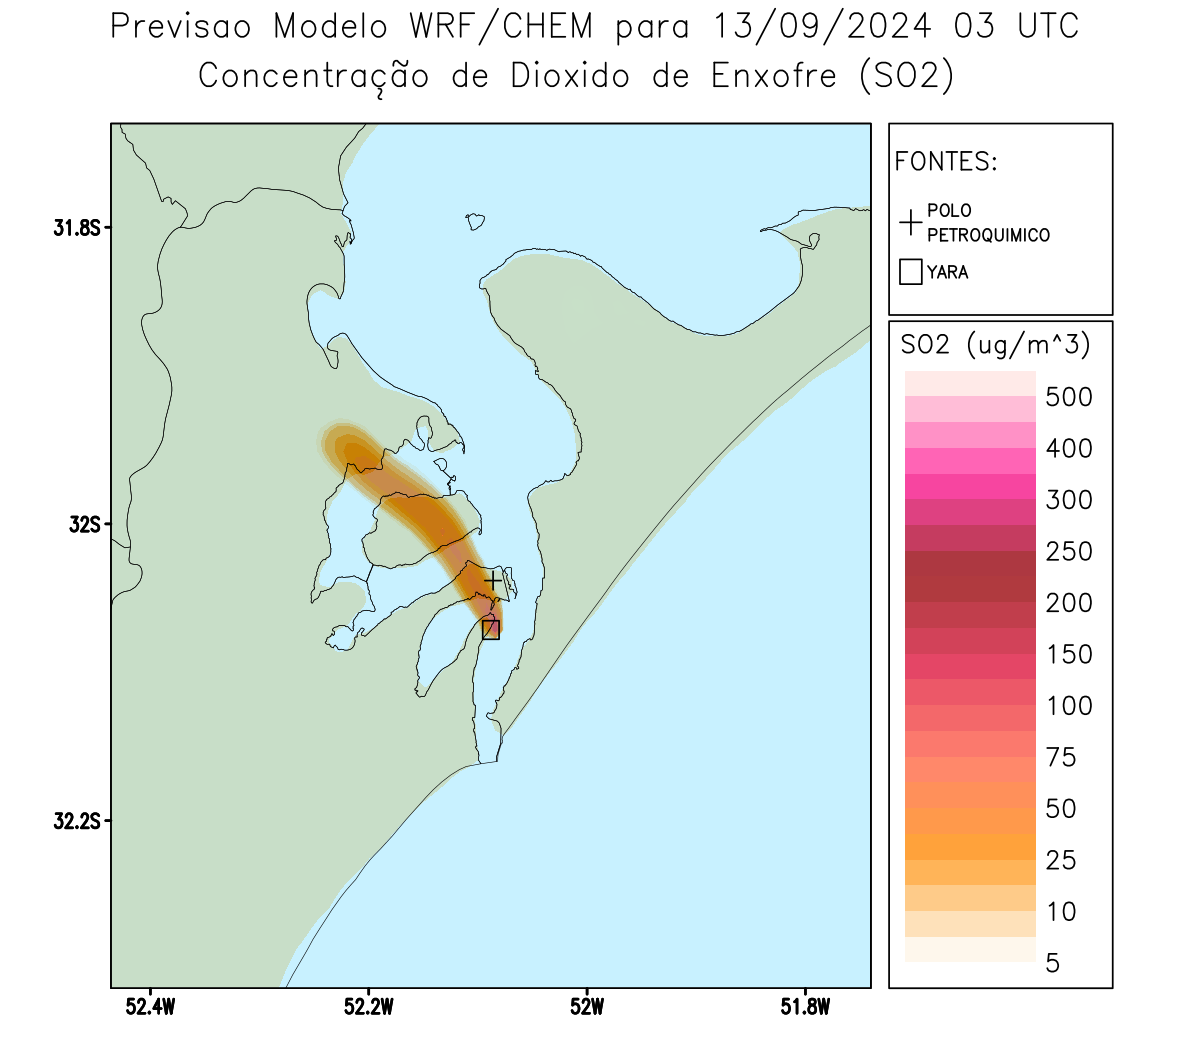 Previsao Modelo WRF/CHEM para 13/09/2024 03 UTC
Concentração de Dioxido de Enxofre (SO2)
FONTES:
POLO
PETROQUIMICO
YARA
SO2 (ug/m^3)
500
400
300
250
200
150
100
75
50
25
10
5
31.8S
32S
32.2S
52.4W
52.2W
52W
51.8W